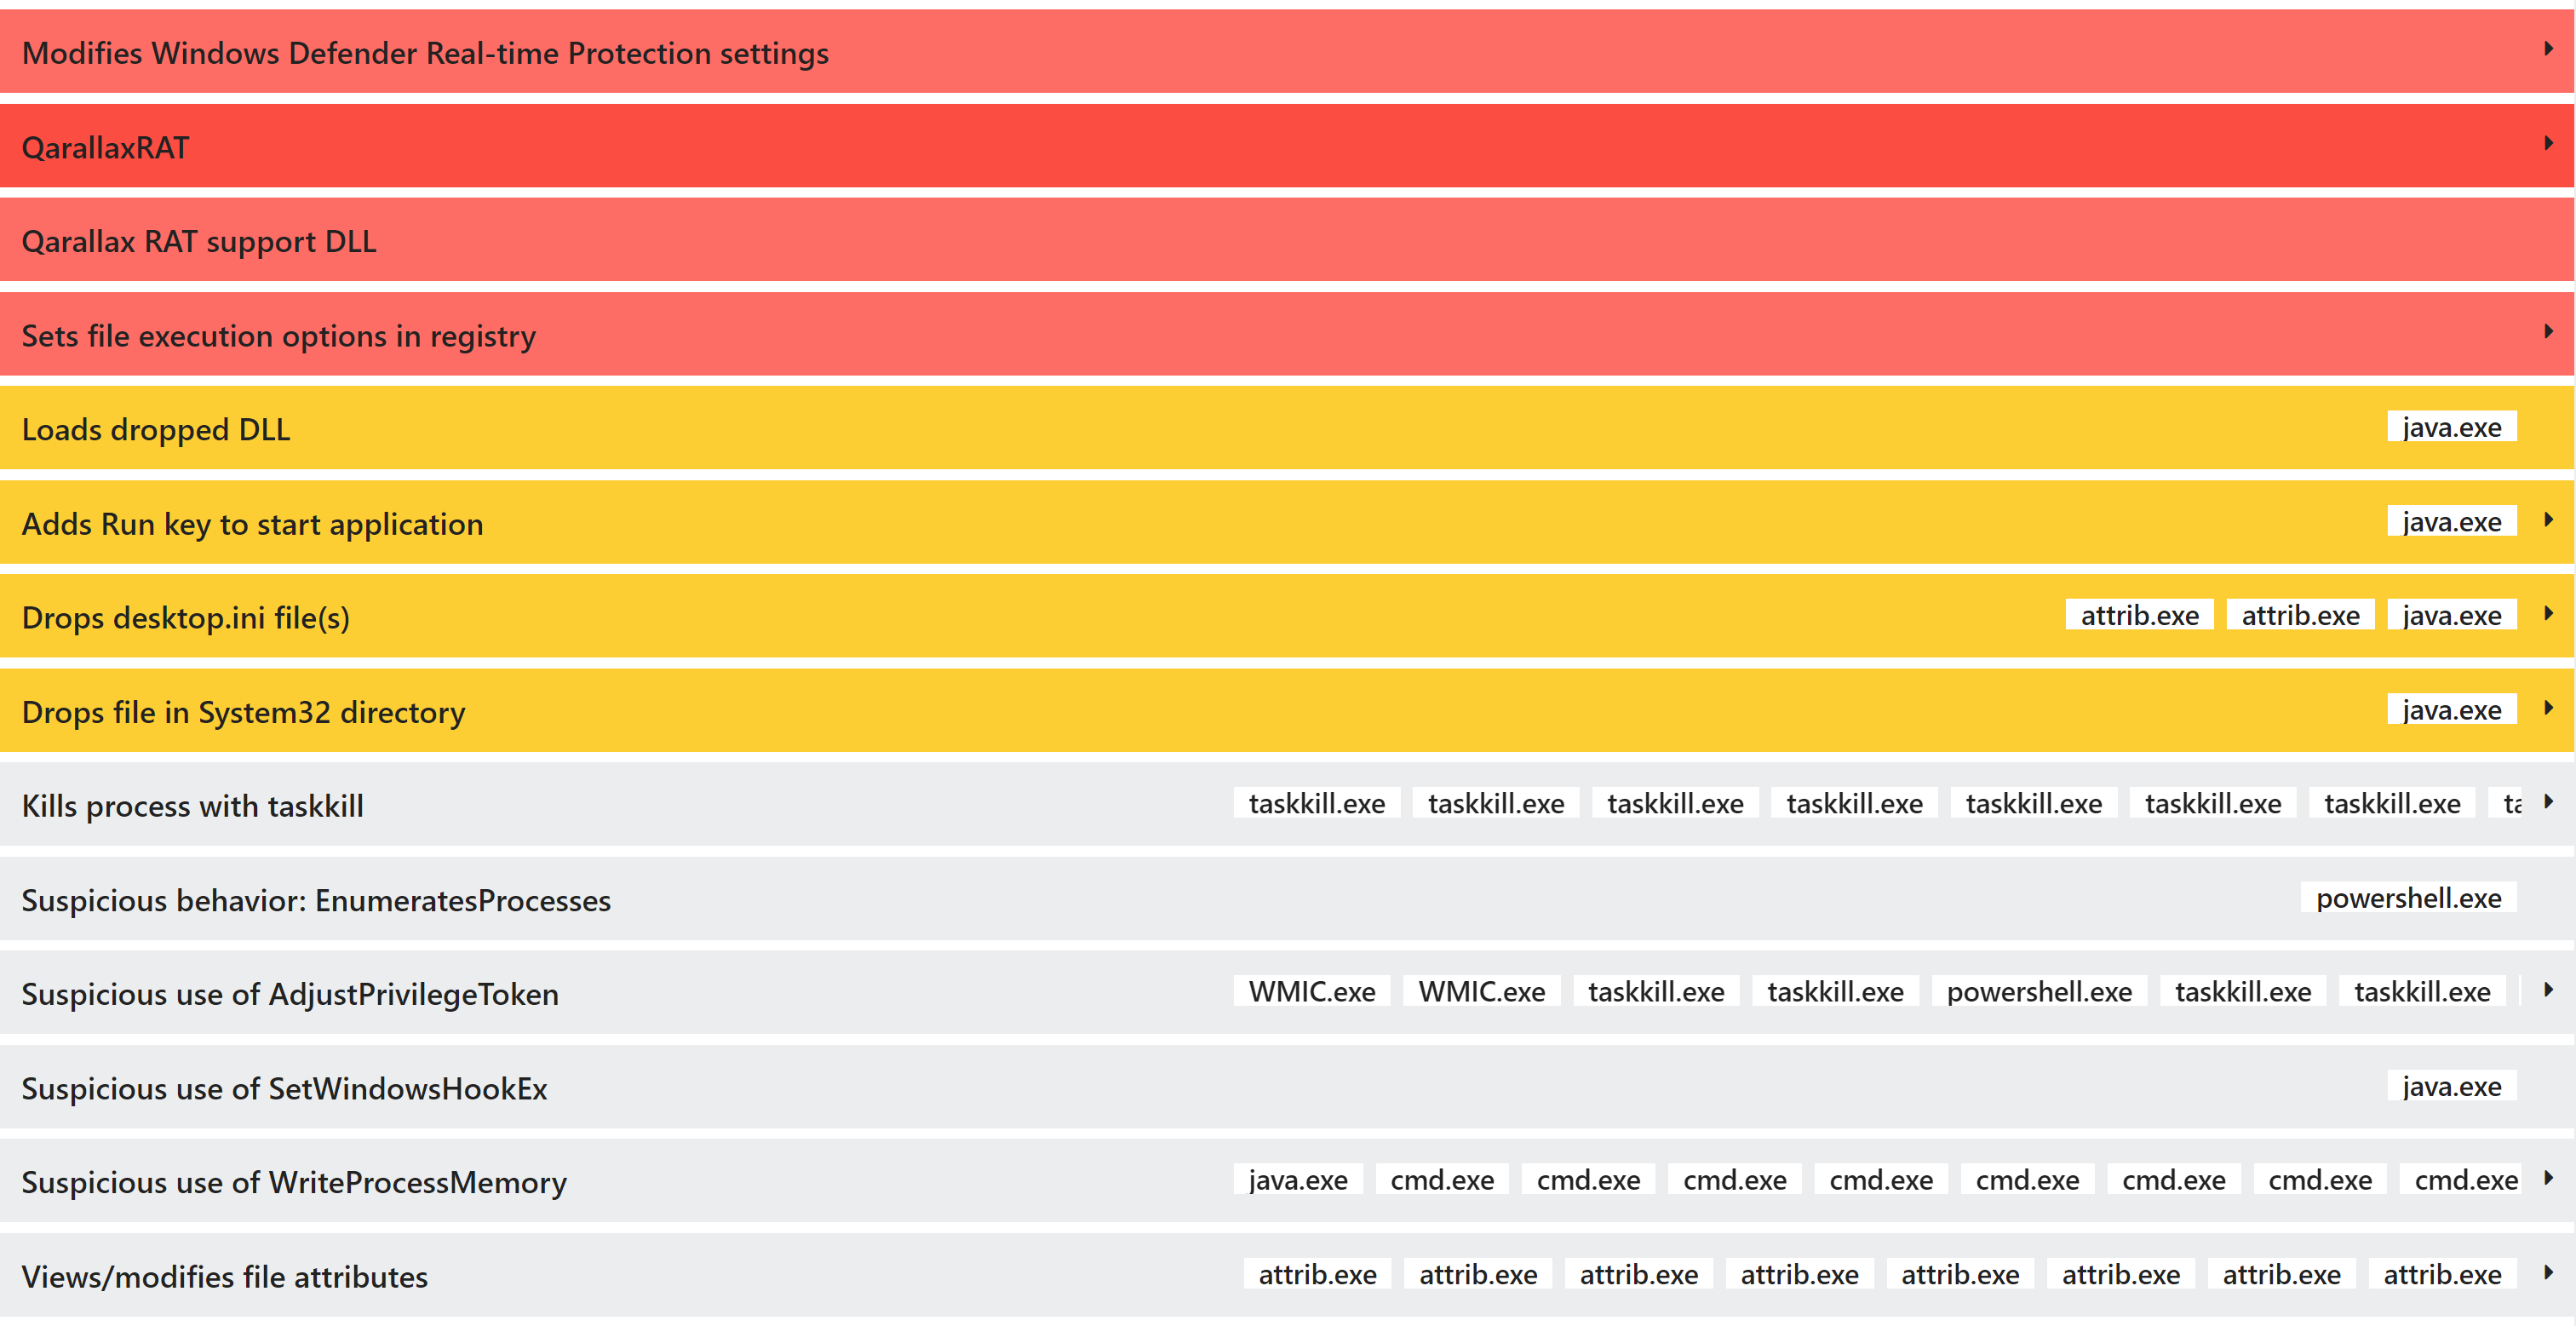 Modifies Windows Defender Real-time Protection settings
QarallaxRAT
Qarallax RAT support DLL
Sets file execution options in registry
Loads dropped DLL java.exe
Adds Run key to start application java.exe
Drops desktop.ini file(s) attrib.exe attrib.exe java.exe
Drops file in System32 directory java.exe
Kills process with taskkill taskkill.exe taskkill.exe taskkill.exe taskkill.exe taskkill.exe taskkill.exe taskkill.exe
Suspicious behavior: EnumeratesProcesses powershell.exe
Suspicious use of AdjustPrivilegeToken WMIC.exe WMIC.exe taskkill.exe taskkill.exe powershell.exe taskkill.exe taskkill.exe
Suspicious use of SetWindowsHookEx java.exe
Suspicious use of WriteProcessMemory java.exe cmd.exe cmd.exe cmd.exe cmd.exe cmd.exe cmd.exe cmd.exe cmd.exe
Views/modifies file attributes attrib.exe attrib.exe attrib.exe attrib.exe attrib.exe attrib.exe attrib.exe attrib.exe